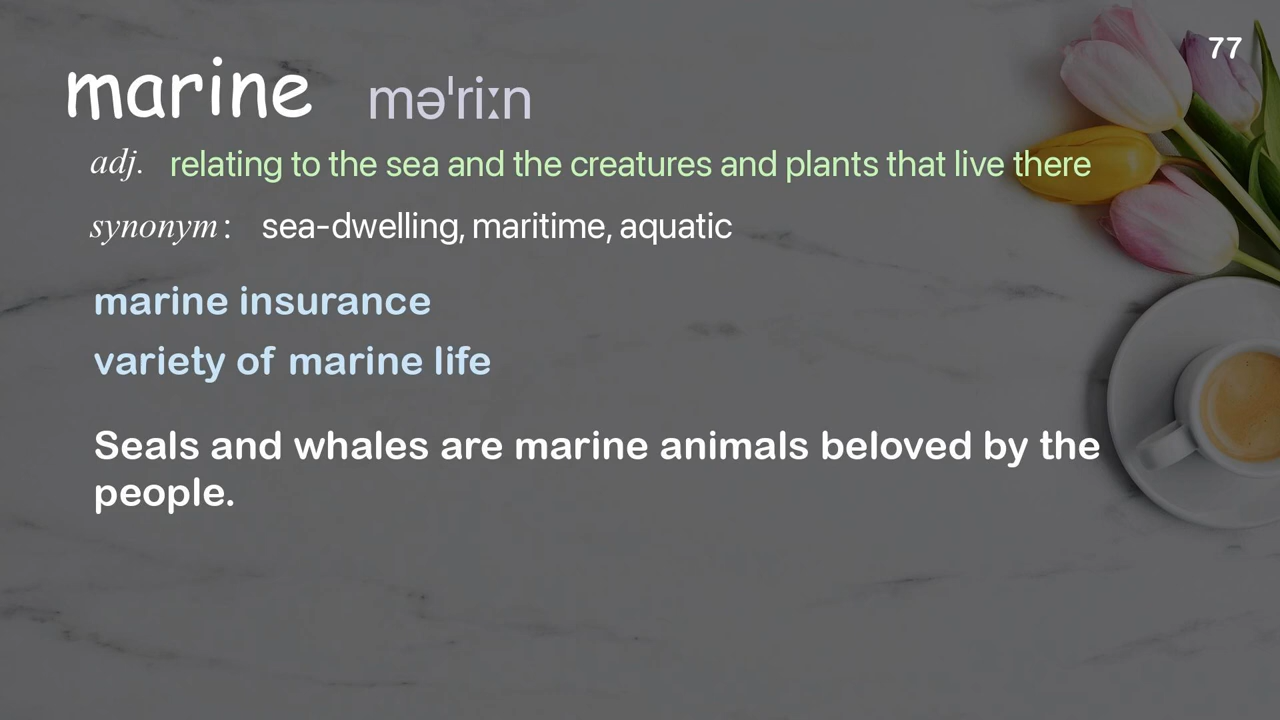 77
marine məˈriːn
adj. relating to the sea and the creatures and plants that live there
synonym: sea-dwelling, maritime, aquatic
marine insurance
variety of marine life
Seals and whales are marine animals beloved by the
people.